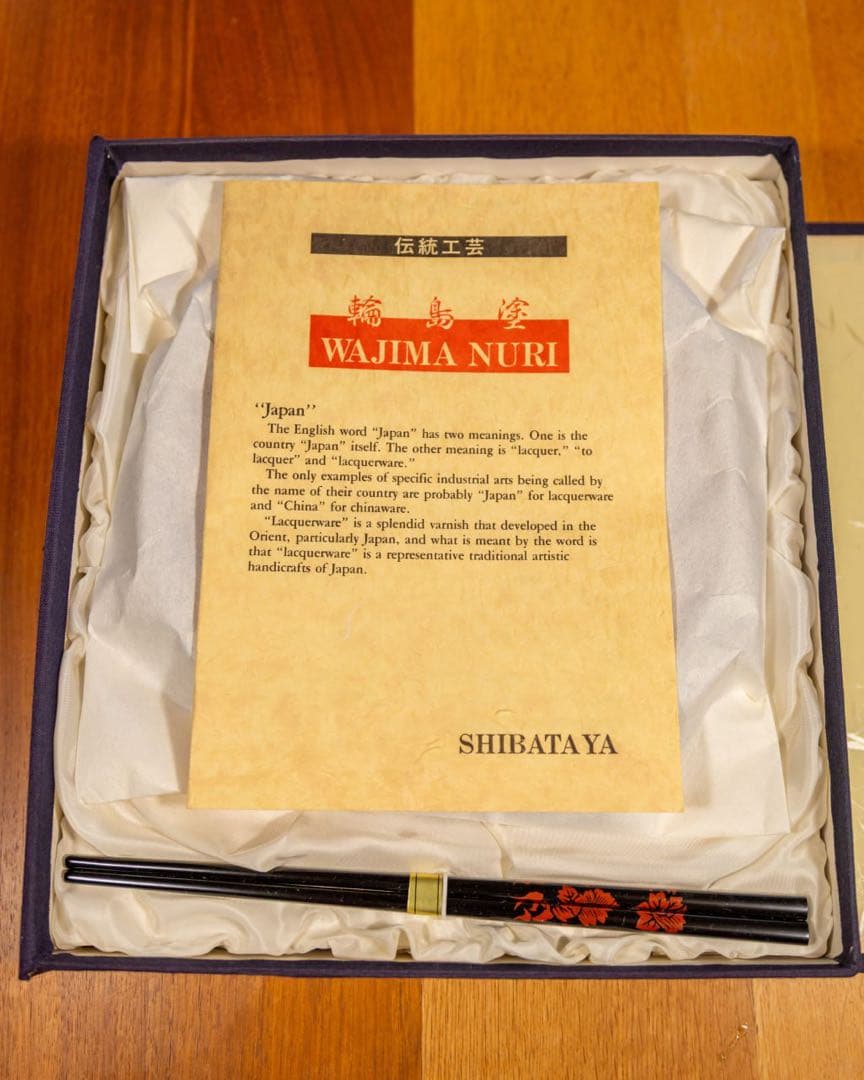 伝統工芸
輪島塗
WAJIMA NURI
“Japan”
The English word “Japan” has two meanings. One is the
country “Japan” itself. The other meaning is “lacquer,” “to
lacquer” and “lacquerware.”
The only examples of specific industrial arts being called by
the name of their country are probably “Japan” for lacquerware
and “China” for chinaware.
“Lacquerware” is a splendid varnish that developed in the
Orient, particularly Japan, and what is meant by the word is
that “lacquerware” is a representative traditional artistic
handicrafts of Japan.
SHIBATAYA